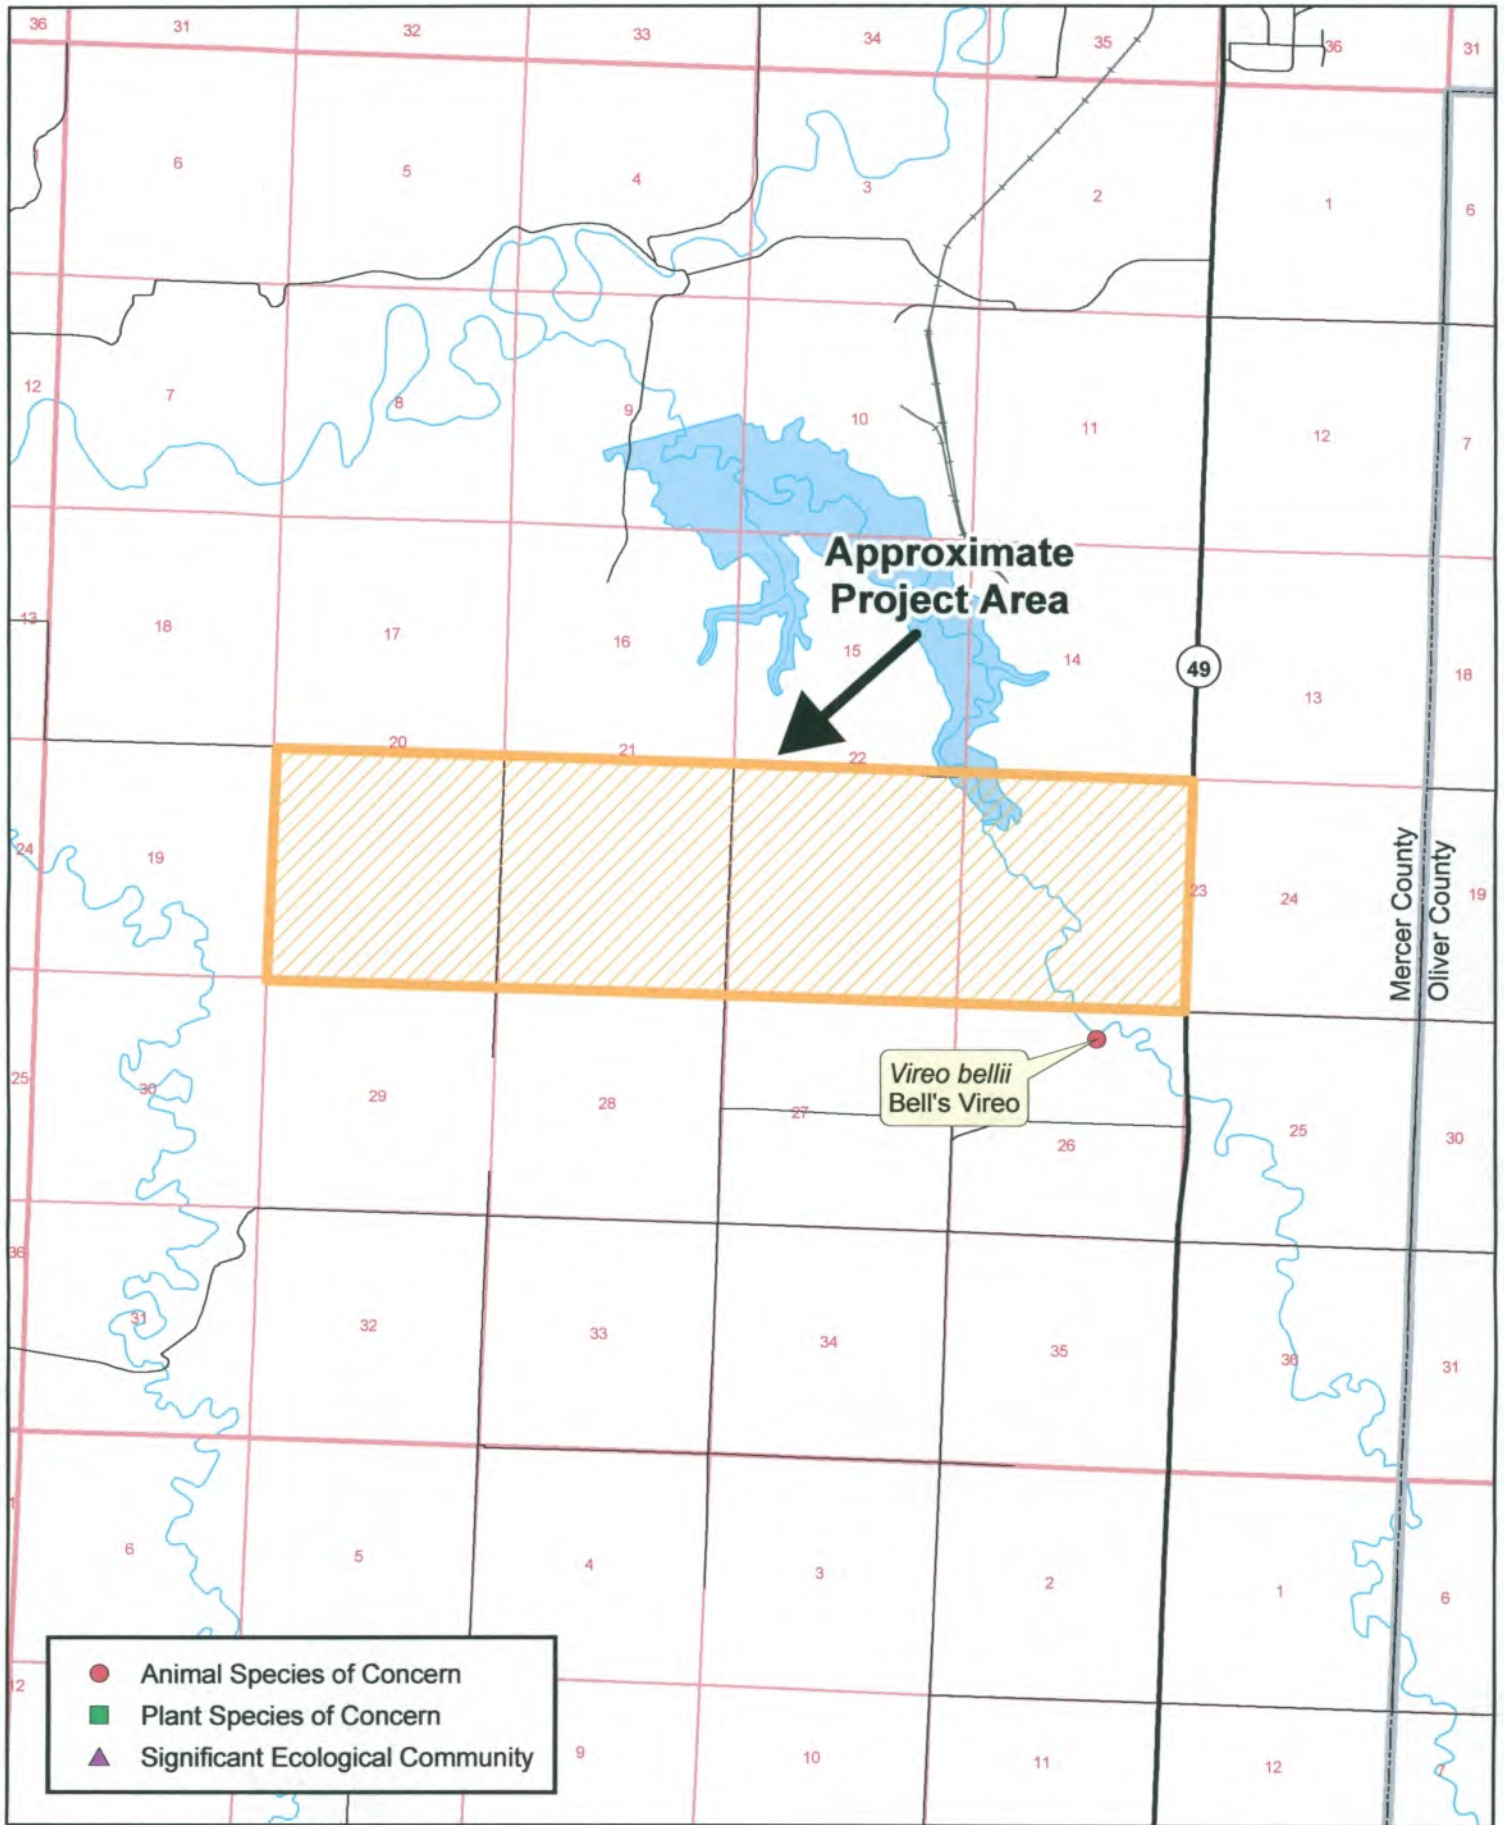 36 31 32 33 34 35 36 31
6 5 4 3 2 1 6
12 7 8 9 10 11 12 7
Approximate
Project Area
13 18 17 16 15 14 13 18
49
20 21 22
24 19 23 24 19
Mercer County
Oliver County
Vireo bellii
Bell's Vireo
25 30 29 28 27 26 25 30
36 31 32 33 34 35 36 31
1 6 5 4 3 2 1 6
12 9 10 11 12 7
Animal Species of Concern
Plant Species of Concern
Significant Ecological Community